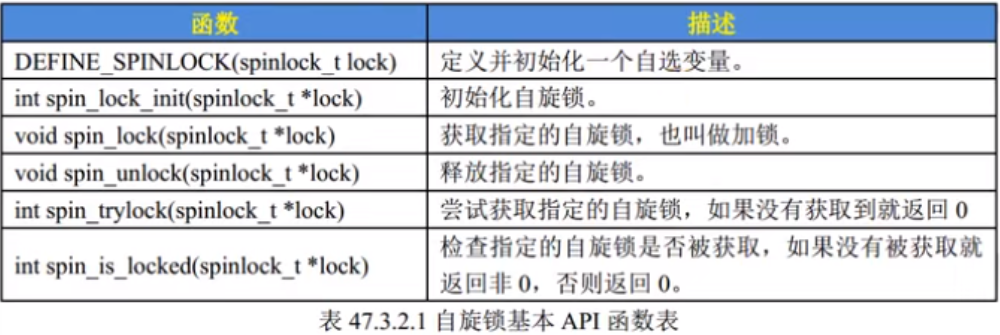 函数 描述
DEFINE_SPINLOCK(spinlock_t lock) 定义并初始化一个自选变量。
int spin_lock_init(spinlock_t *lock) 初始化自旋锁。
void spin_lock(spinlock_t *lock) 获取指定的自旋锁，也叫做加锁。
void spin_unlock(spinlock_t *lock) 释放指定的自旋锁。
int spin_trylock(spinlock_t *lock) 尝试获取指定的自旋锁，如果没有获取到就返回 0
int spin_is_locked(spinlock_t *lock) 检查指定的自旋锁是否被获取，如果没有被获取就
返回非 0，否则返回 0。
表 47.3.2.1 自旋锁基本 API 函数表